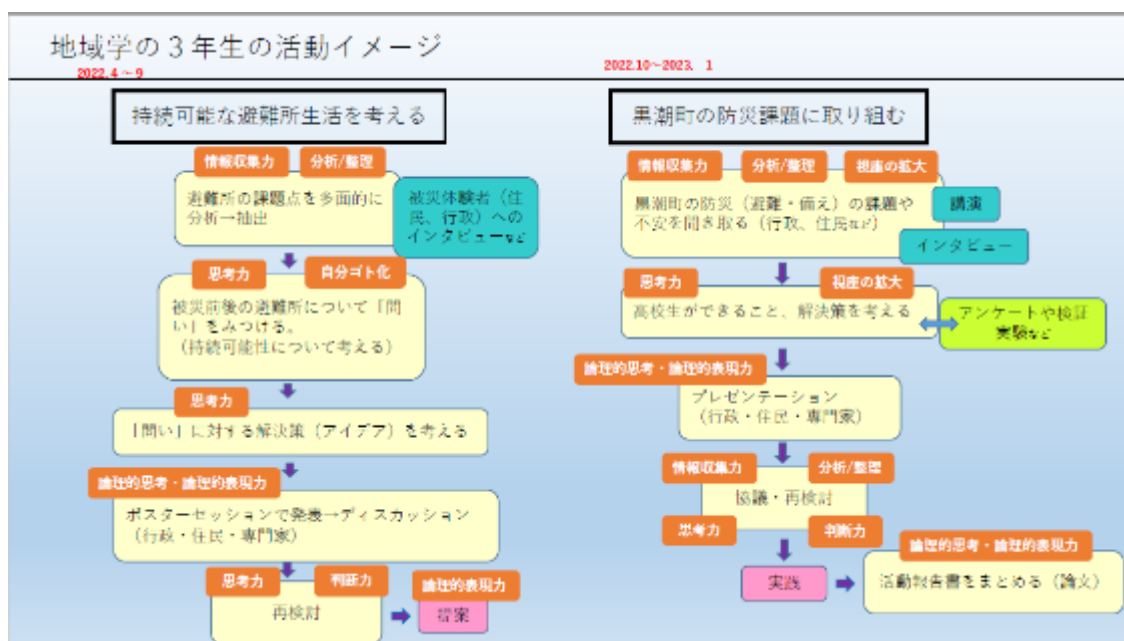 地域学の３年生の活動イメージ
2022.4～9
2022.10～2023. 1
持続可能な避難所生活を考える
情報収集力
分析/整理
避難所の課題点を多面的に
分析→抽出
被災体験者（住
民、行政）への
インタビューなど
思考力
自分ゴト化
被災前後の避難所について「問
い」をみつける。
（持続可能性について考える）
思考力
「問い」に対する解決策（アイデア）を考える
論理的思考・論理的表現力
ポスターセッションで発表→ディスカッション
（行政・住民・専門家）
思考力
判断力
論理的表現力
再検討
提案
黒潮町の防災課題に取り組む
情報収集力
分析/整理
視座の拡大
黒潮町の防災（避難・備え）の課題や
不安を聞き取る（行政、住民など）
講演
インタビュー
思考力
視座の拡大
高校生ができること、解決策を考える
アンケートや検証
実験など
論理的思考・論理的表現力
プレゼンテーション
（行政・住民・専門家）
情報収集力
分析/整理
協議・再検討
思考力
判断力
実践
論理的思考・論理的表現力
活動報告書をまとめる（論文）